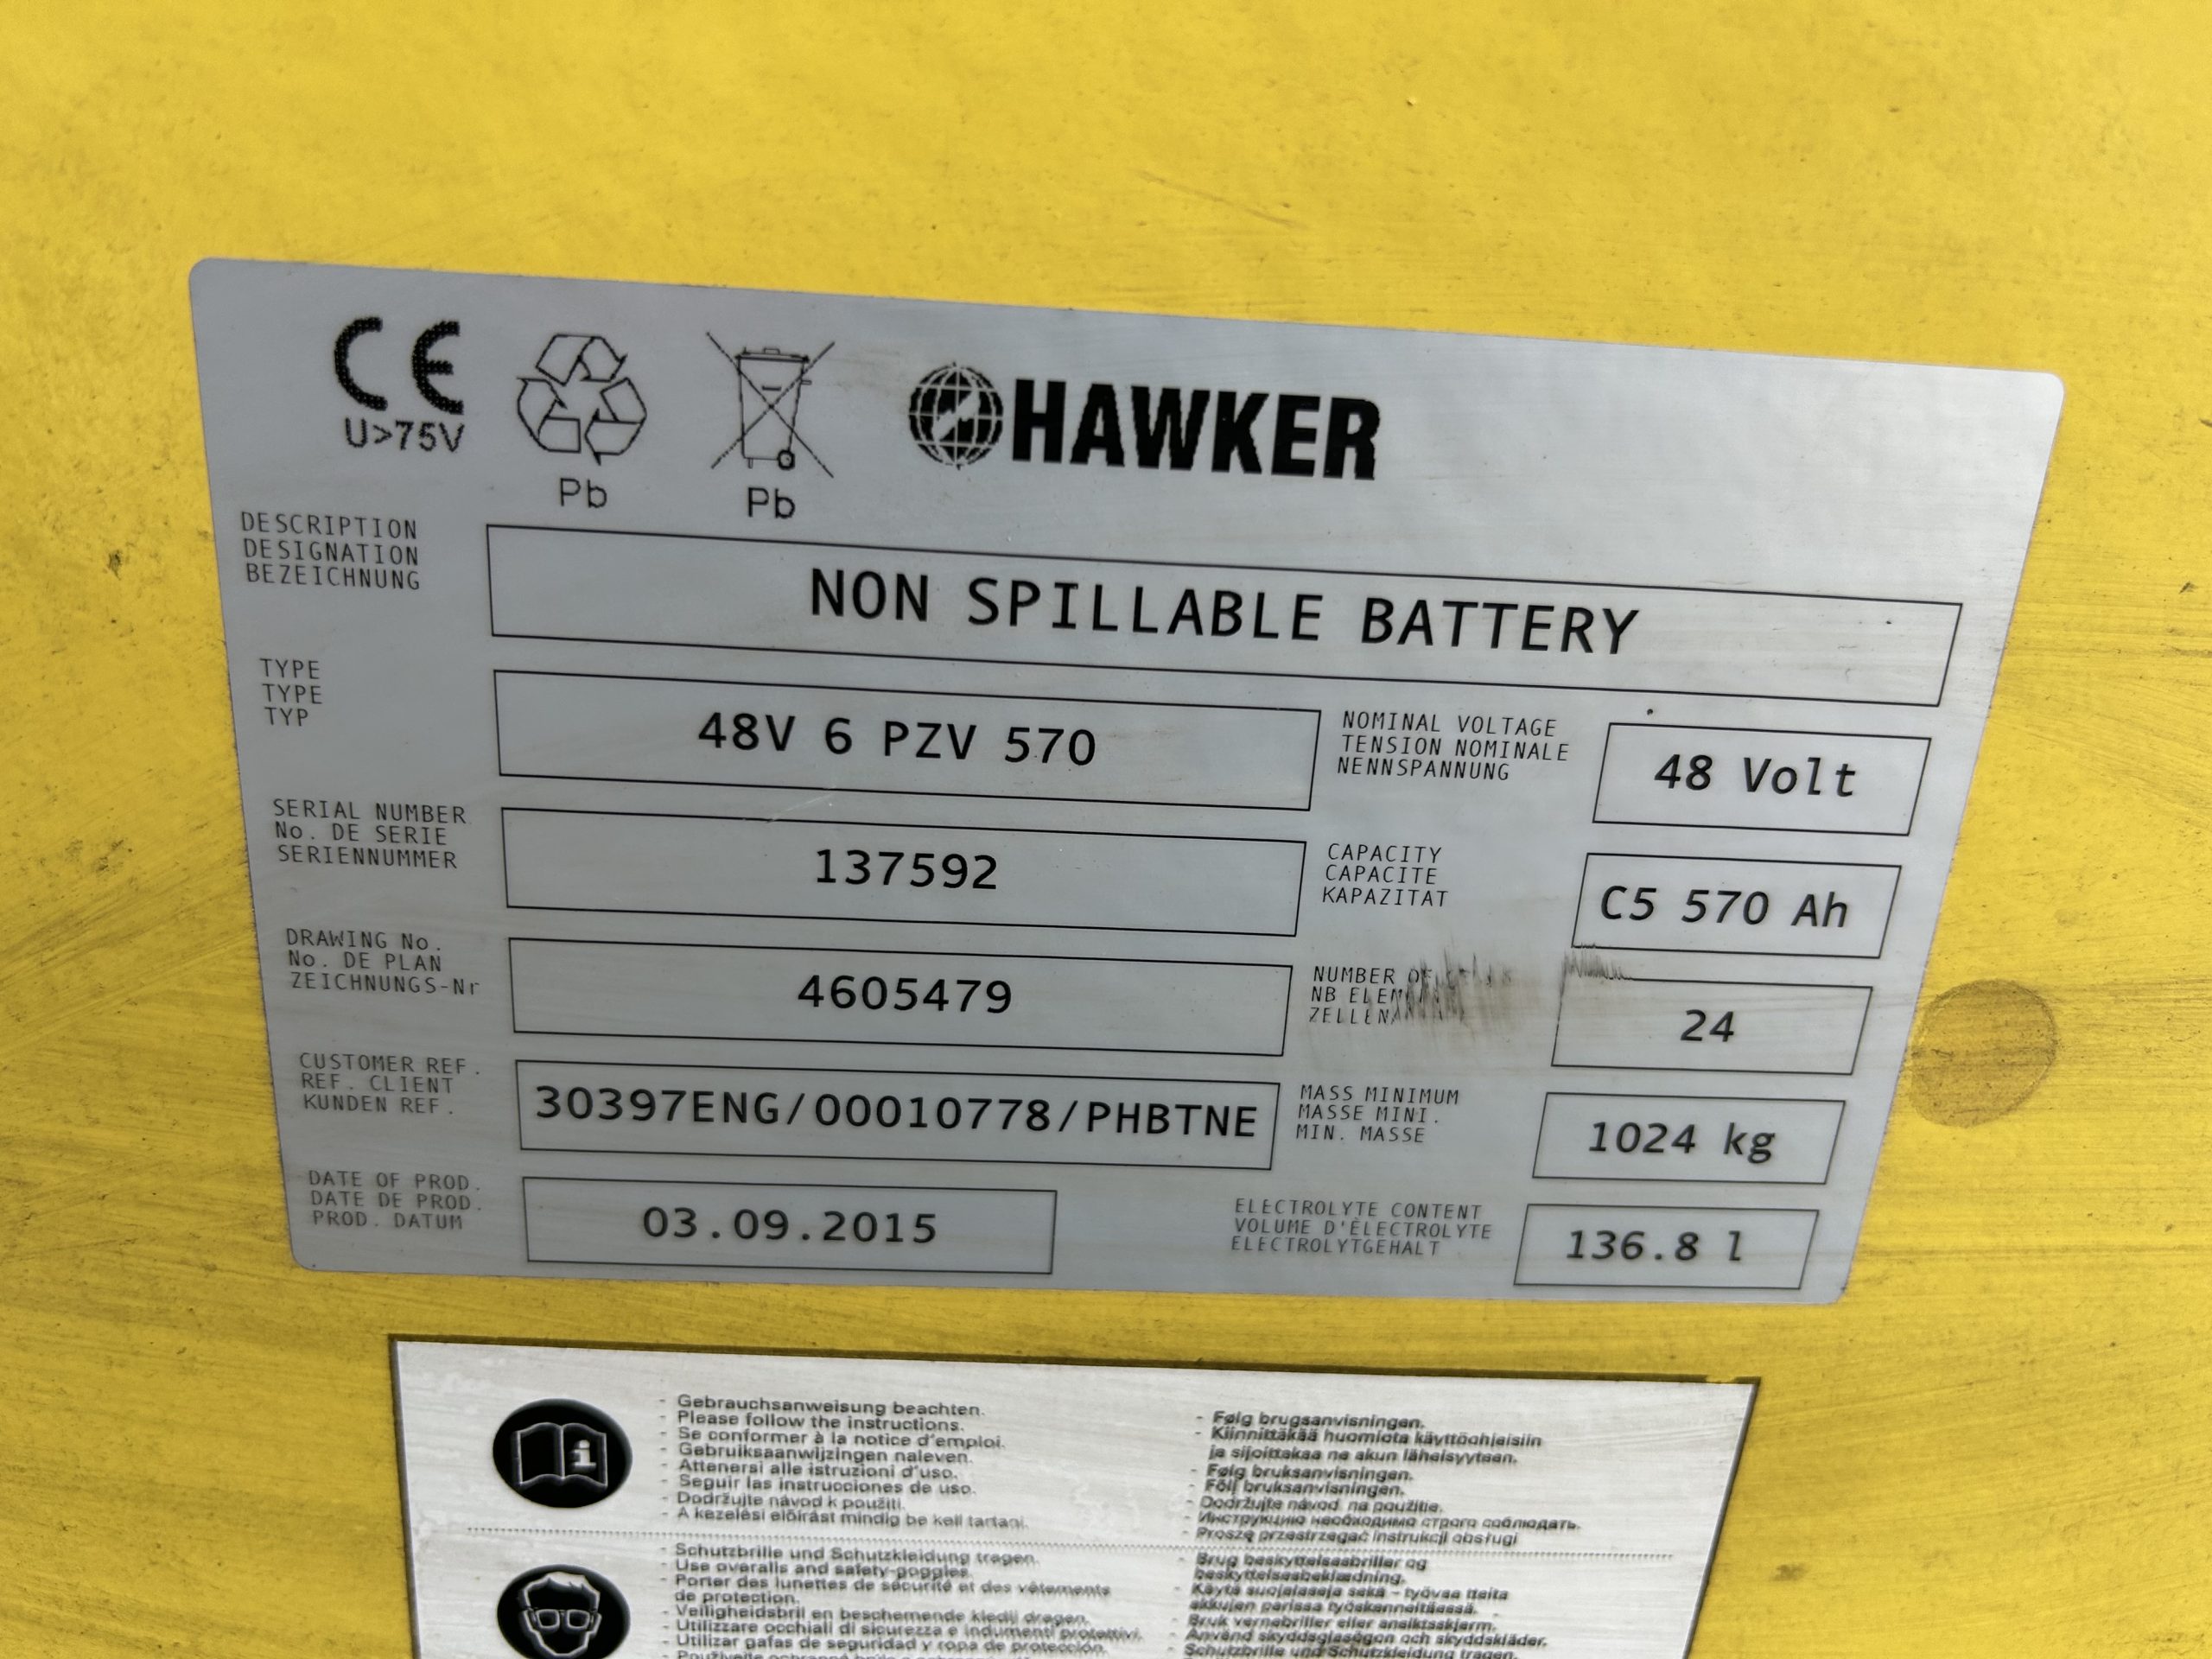 CE
U>75V
Pb
Pb
HAWKER
DESCRIPTION
DESIGNATION
BEZEICHNUNG
NON SPILLABLE BATTERY
TYPE
TYPE
TYP
48V 6 PZV 570
NOMINAL VOLTAGE
TENSION NOMINALE
NENNSPANNUNG
48 Volt
SERIAL NUMBER
No. DE SERIE
SERIENNUMMER
137592
CAPACITY
CAPACITE
KAPAZITAT
C5 570 Ah
DRAWING No.
No. DE PLAN
ZEICHNUNGS-Nr
4605479
NUMBER OF
NB
ZELLEN
24
CUSTOMER REF.
REF. CLIENT
KUNDEN REF.
30397ENG/00010778/PHBTNE
MASS MINIMUM
MASSE MINI.
MIN. MASSE
1024 kg
DATE OF PROD.
DATE DE PROD.
PROD. DATUM
03.09.2015
ELECTROLYTE CONTENT
VOLUME D'ÉLECTROLYTE
ELECTROLYTGEHALT
136.8 l
- Gebrauchsanweisung beachten.
- Please follow the instructions.
- Se conformer à la notice d'emploi.
- Gebruiksaanwijzingen naleven.
- Attenersi alle istruzioni d'uso.
- Seguir las instrucciones de uso.
- Dodržujte návod k použití.
- A kezelési előírást mindig be kell tartani.
- Følg brugsanvisningen.
- Kiinnittäkää huomiota käyttöohjeisiin
ja sijoittakaa ne akun läheisyyteen.
- Følg bruksanvisningen.
- Följ bruksanvisningen.
- Dodržujte návod na použitie.
- Инструкцию необходимо строго соблюдать.
- Proszę przestrzegać instrukcji obsługi
- Schutzbrille und Schutzkleidung tragen.
- Use overalls and safety-goggles.
- Porter des lunettes de sécurité et des vêtements
de protection.
- Veiligheidsbril en beschermende kledij dragen.
- Utilizzare occhiali di sicurezza e indumenti protettivi.
- Utilizar gafas de seguridad y ropa de protección.
- Brug beskyttelsesbriller og
beskyttelsesbeklædning.
- Käytä suojalaseja sekä - työvaatteita
akkujen parissa työskenneltäessä.
- Bruk vernebriller eller ansiktsskjerm.
- Använd skyddsglasögon och skyddskläder.
- Schutzbrille und Schutzkleidung tragen.